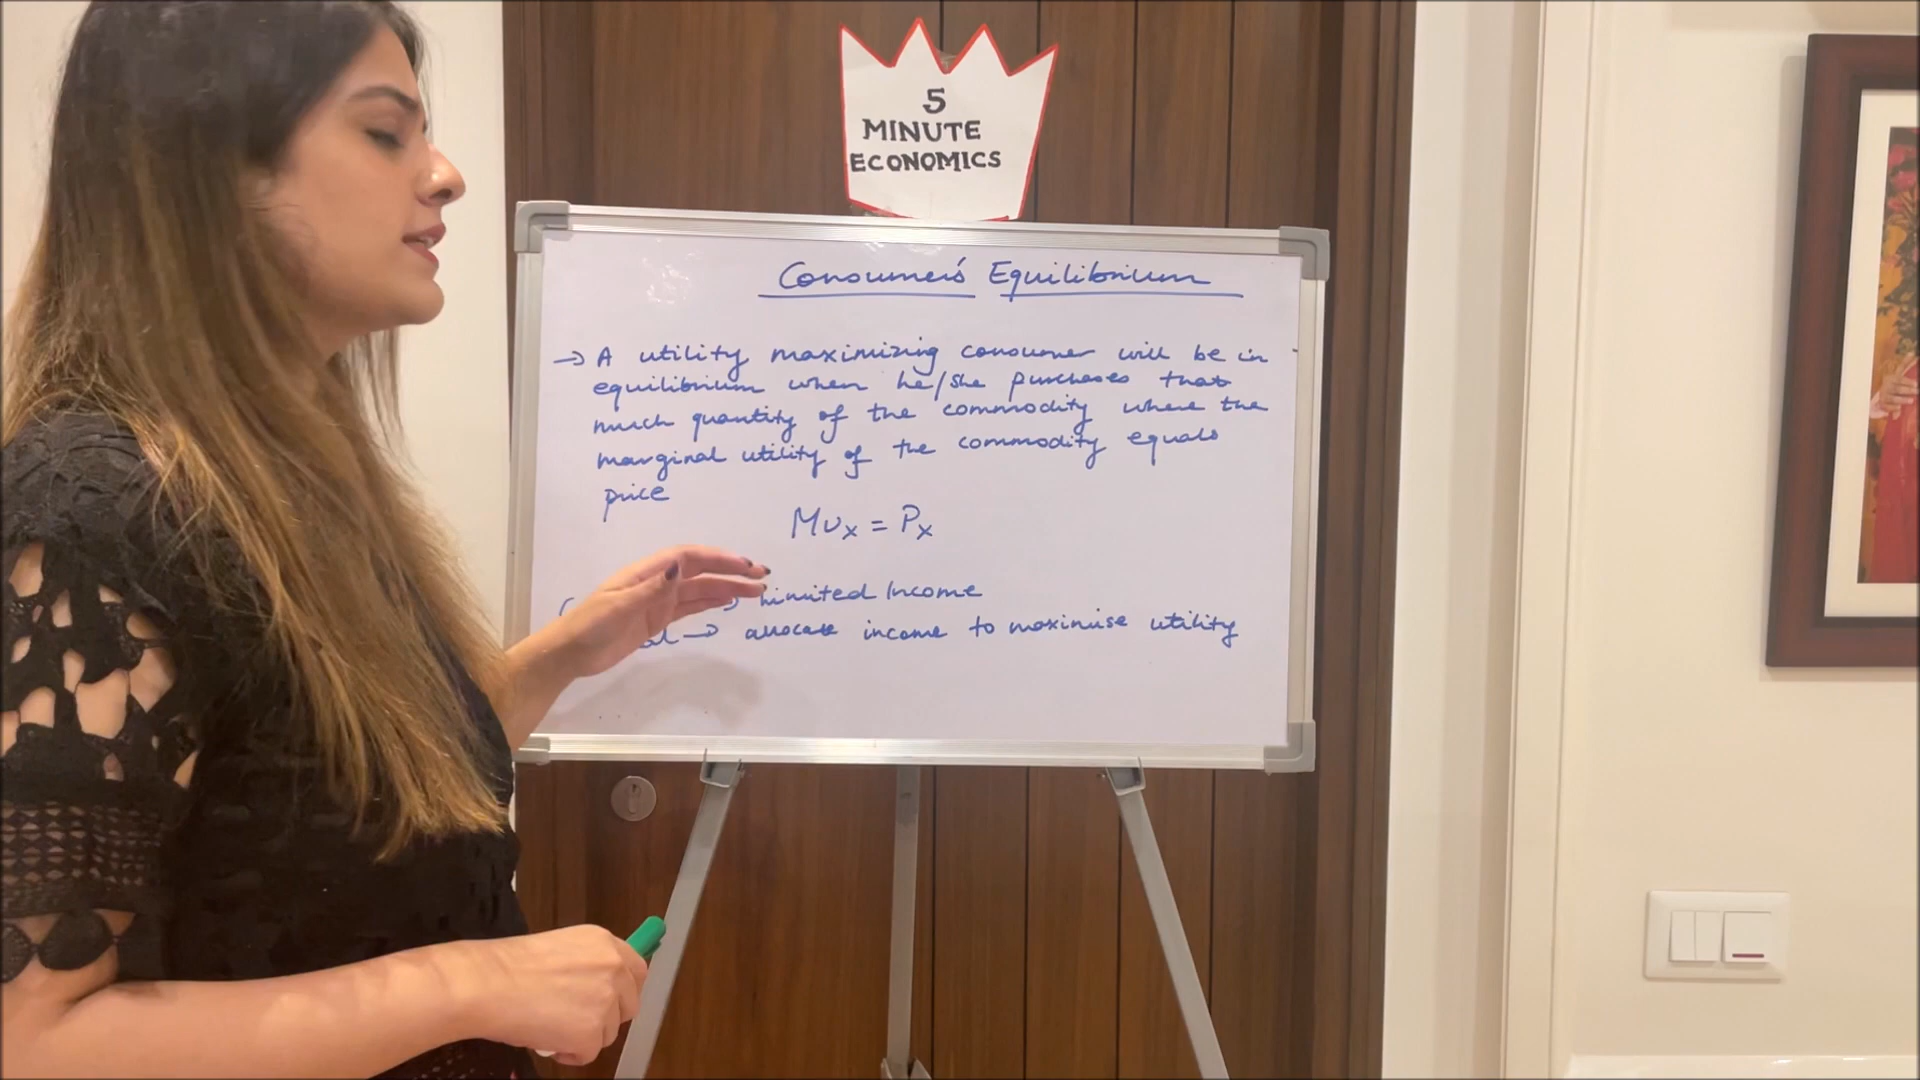 5
MINUTE
ECONOMICS
Consumer's Equilibrium
→ A utility maximizing consumer will be in
equilibrium when he/she purchases that
much quantity of the commodity where the
marginal utility of the commodity equals
price
MUx = Px
→ limited Income
→ allocate income to maximise utility